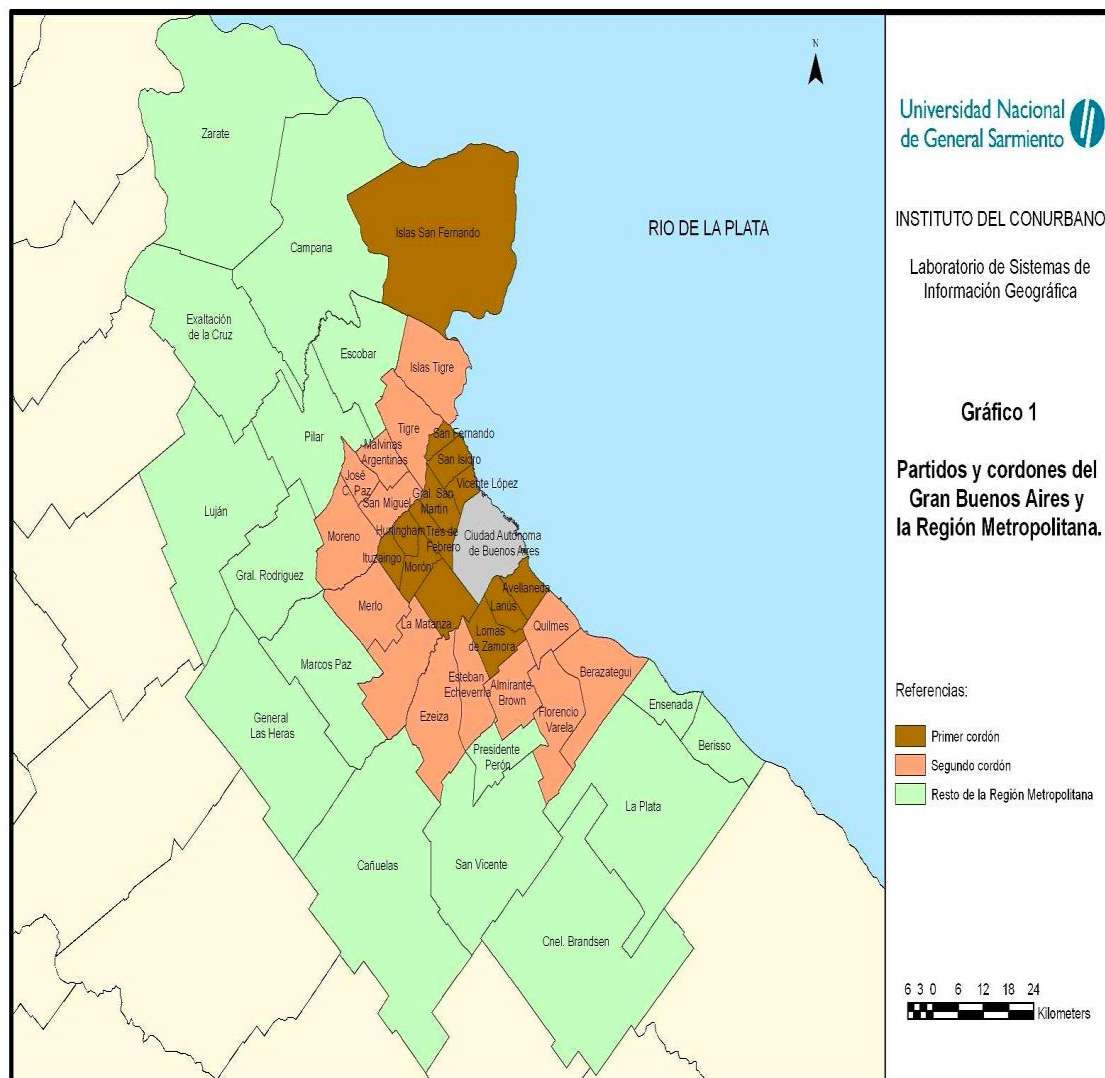 N
Zarate
Campana
Islas San Fernando
RIO DE LA PLATA
Exaltación
de la Cruz
Escobar
Islas Tigre
Pilar
Tigre
Malvinas
Argentinas
San Fernando
San Isidro
José
C. Paz
San Miguel
Gral. San
Martín
Vicente López
Luján
Moreno
Hurlingham
Tres de
Febrero
Ciudad Autónoma
de Buenos Aires
Ituzaingo
Morón
Gral. Rodriguez
Merlo
La Matanza
Avellaneda
Lanús
Lomas
de Zamora
Quilmes
Marcos Paz
Esteban
Echeverría
Almirante
Brown
Berazategui
General
Las Heras
Ezeiza
Florencio
Varela
Ensenada
Berisso
Presidente
Perón
La Plata
Cañuelas
San Vicente
Cnel. Brandsen
Universidad Nacional
de General Sarmiento
INSTITUTO DEL CONURBANO
Laboratorio de Sistemas de
Información Geográfica
Gráfico 1
Partidos y cordones del
Gran Buenos Aires y
la Región Metropolitana.
Referencias:
Primer cordón
Segundo cordón
Resto de la Región Metropolitana
6 3 0 6 12 18 24
Kilometers